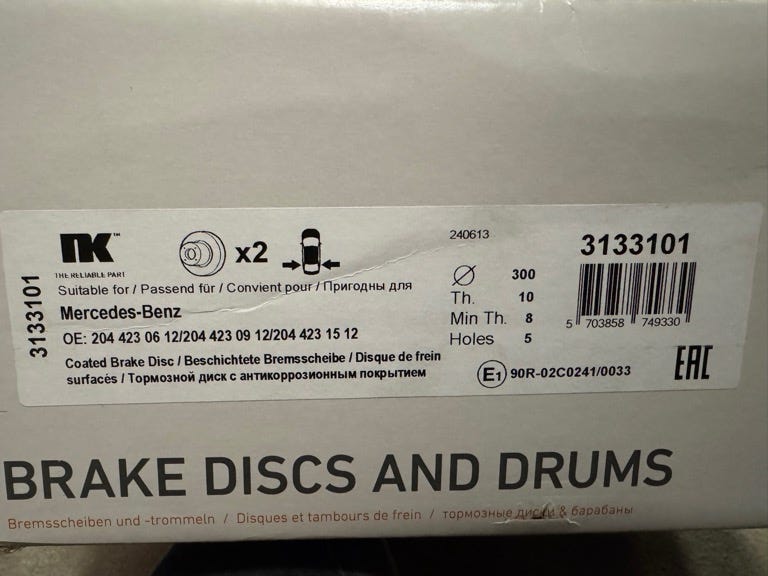 NK™
THE RELIABLE PART
x2
240613
3133101
3133101
Suitable for / Passend für / Convient pour / Пригодны для
Mercedes-Benz
OE: 204 423 06 12/204 423 09 12/204 423 15 12
Coated Brake Disc / Beschichtete Bremsscheibe / Disque de frein
surfacés / Тормозной диск с антикоррозионным покрытием
Ø 300
Th. 10
Min Th. 8
Holes 5
5 703858 749330
E1 90R-02C0241/0033
EAC
BRAKE DISCS AND DRUMS
Bremsscheiben und -trommeln / Disques et tambours de frein / тормозные диски & барабаны